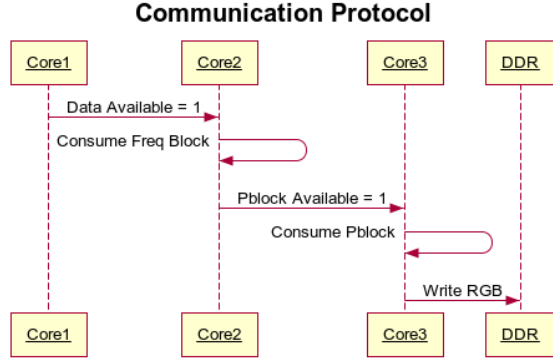 Communication Protocol
Core1 Core2 Core3 DDR
Data Available = 1
Consume Freq Block
Pblock Available = 1
Consume Pblock
Write RGB
Core1 Core2 Core3 DDR